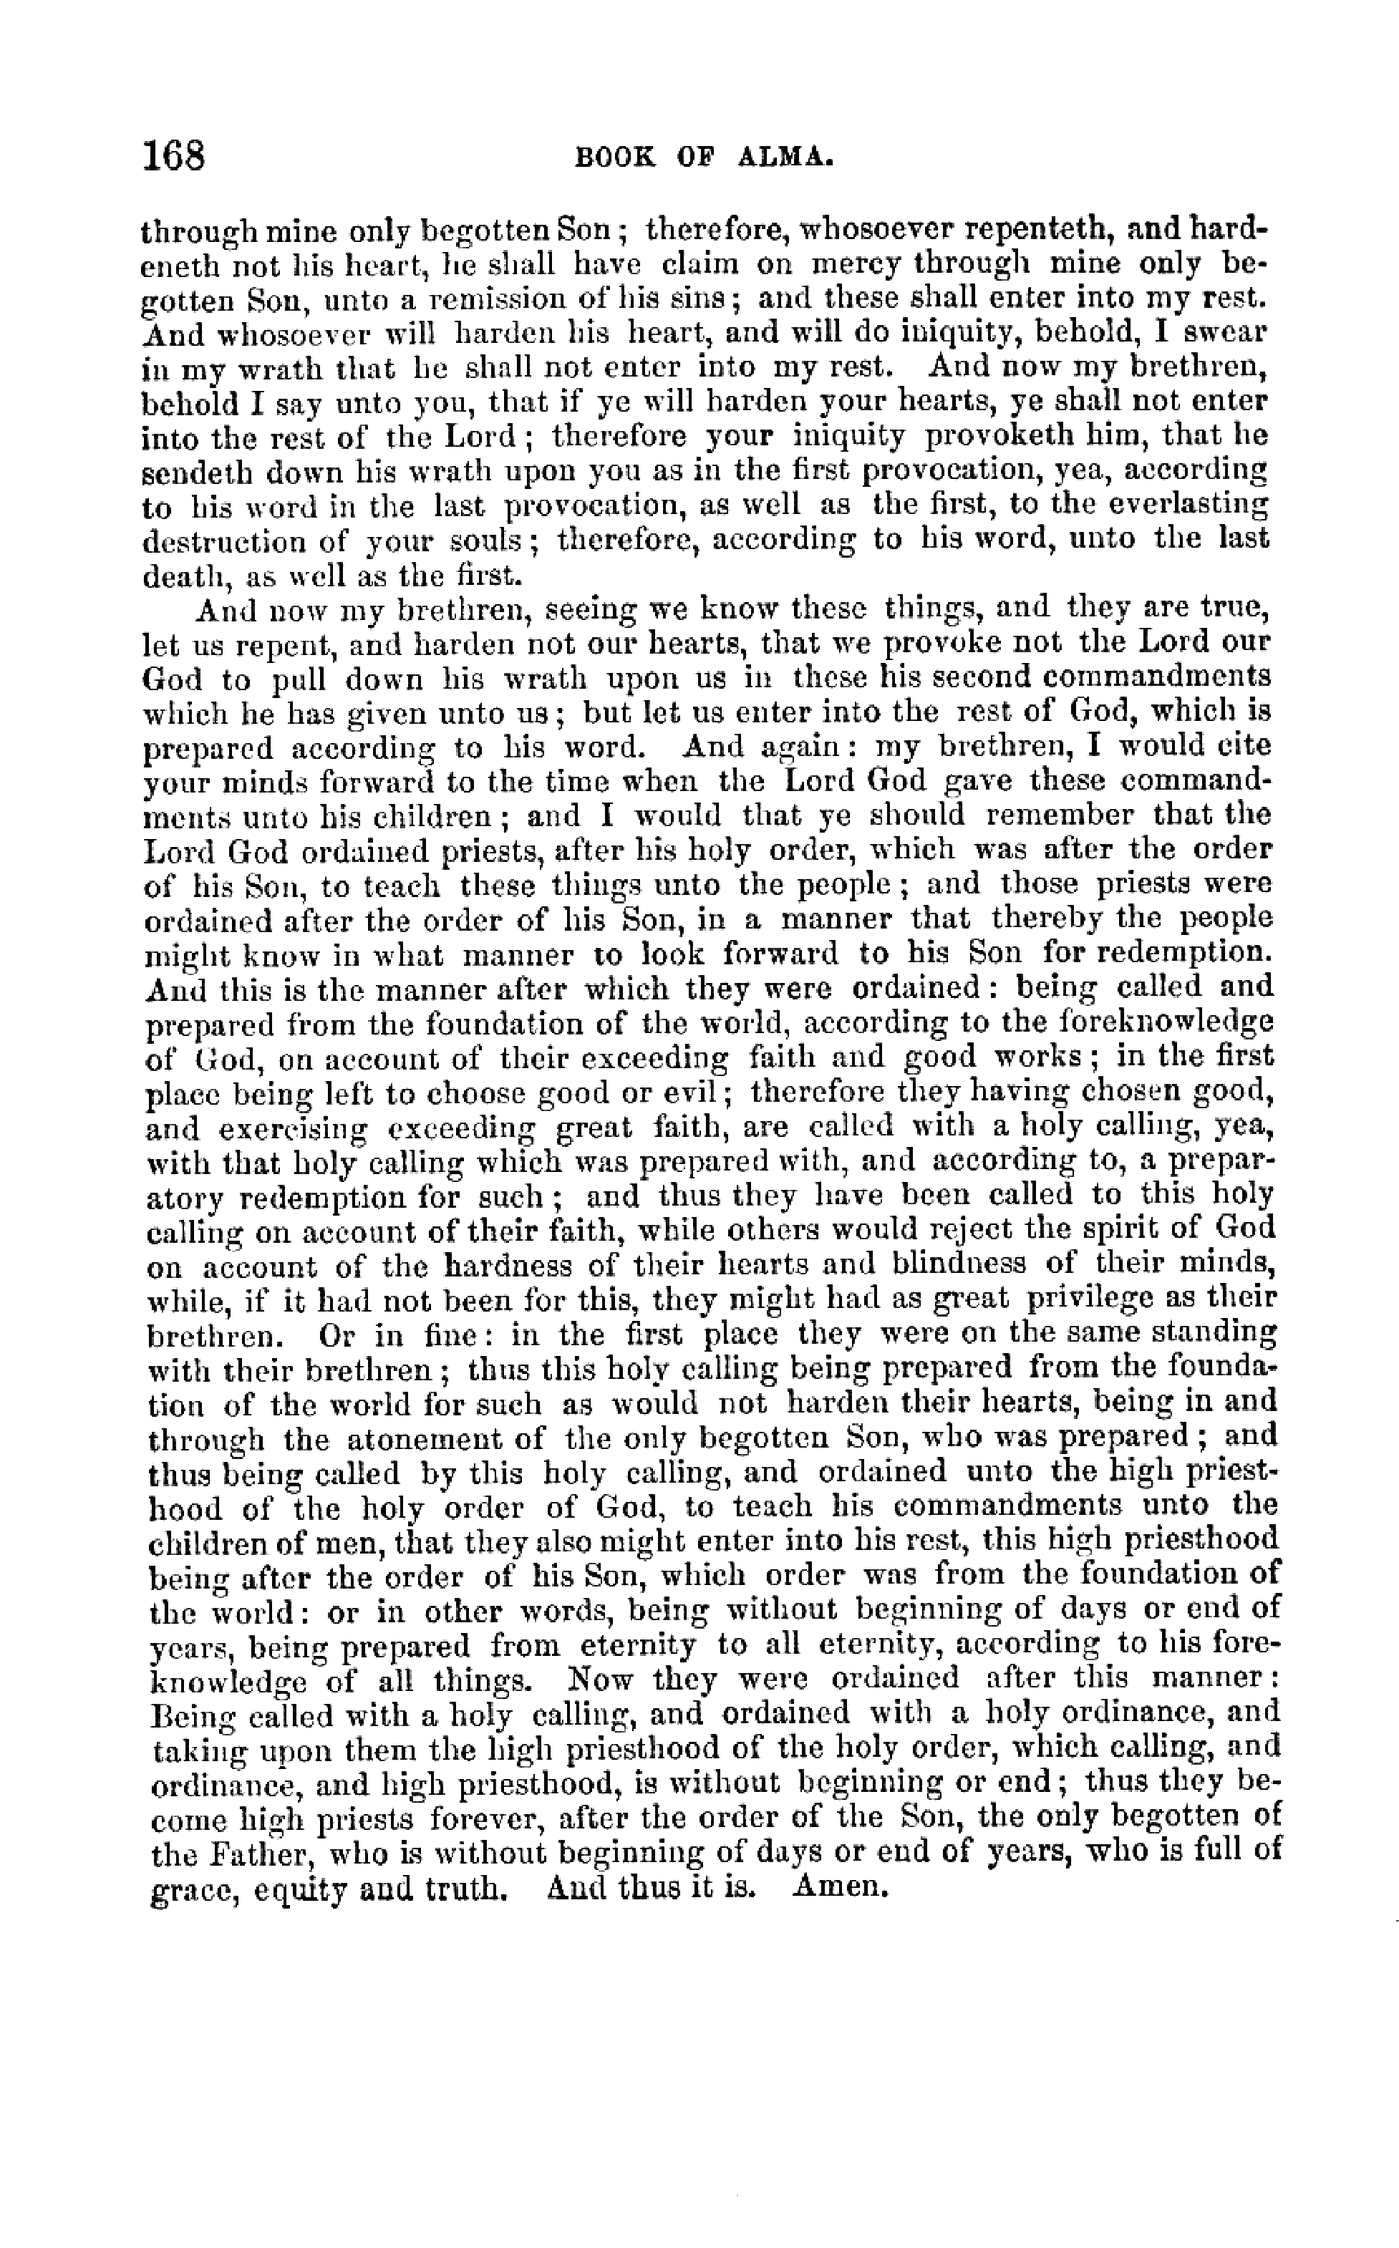 168 BOOK OF ALMA.
through mine only begotten Son; therefore, whosoever repenteth, and hard-
eneth not his heart, he shall have claim on mercy through mine only be-
gotten Son, unto a remission of his sins; and these shall enter into my rest.
And whosoever will harden his heart, and will do iniquity, behold, I swear
in my wrath that he shall not enter into my rest. And now my brethren,
behold I say unto you, that if ye will harden your hearts, ye shall not enter
into the rest of the Lord; therefore your iniquity provoketh him, that he
sendeth down his wrath upon you as in the first provocation, yea, according
to his word in the last provocation, as well as the first, to the everlasting
destruction of your souls; therefore, according to his word, unto the last
death, as well as the first.
And now my brethren, seeing we know these things, and they are true,
let us repent, and harden not our hearts, that we provoke not the Lord our
God to pull down his wrath upon us in these his second commandments
which he has given unto us; but let us enter into the rest of God, which is
prepared according to his word. And again: my brethren, I would cite
your minds forward to the time when the Lord God gave these command-
ments unto his children; and I would that ye should remember that the
Lord God ordained priests, after his holy order, which was after the order
of his Son, to teach these things unto the people; and those priests were
ordained after the order of his Son, in a manner that thereby the people
might know in what manner to look forward to his Son for redemption.
And this is the manner after which they were ordained: being called and
prepared from the foundation of the world, according to the foreknowledge
of God, on account of their exceeding faith and good works; in the first
place being left to choose good or evil; therefore they having chosen good,
and exercising exceeding great faith, are called with a holy calling, yea,
with that holy calling which was prepared with, and according to, a prepar-
atory redemption for such; and thus they have been called to this holy
calling on account of their faith, while others would reject the spirit of God
on account of the hardness of their hearts and blindness of their minds,
while, if it had not been for this, they might had as great privilege as their
brethren. Or in fine: in the first place they were on the same standing
with their brethren; thus this holy calling being prepared from the founda-
tion of the world for such as would not harden their hearts, being in and
through the atonement of the only begotten Son, who was prepared; and
thus being called by this holy calling, and ordained unto the high priest-
hood of the holy order of God, to teach his commandments unto the
children of men, that they also might enter into his rest, this high priesthood
being after the order of his Son, which order was from the foundation of
the world: or in other words, being without beginning of days or end of
years, being prepared from eternity to all eternity, according to his fore-
knowledge of all things. Now they were ordained after this manner:
Being called with a holy calling, and ordained with a holy ordinance, and
taking upon them the high priesthood of the holy order, which calling, and
ordinance, and high priesthood, is without beginning or end; thus they be-
come high priests forever, after the order of the Son, the only begotten of
the Father, who is without beginning of days or end of years, who is full of
grace, equity and truth. And thus it is. Amen.